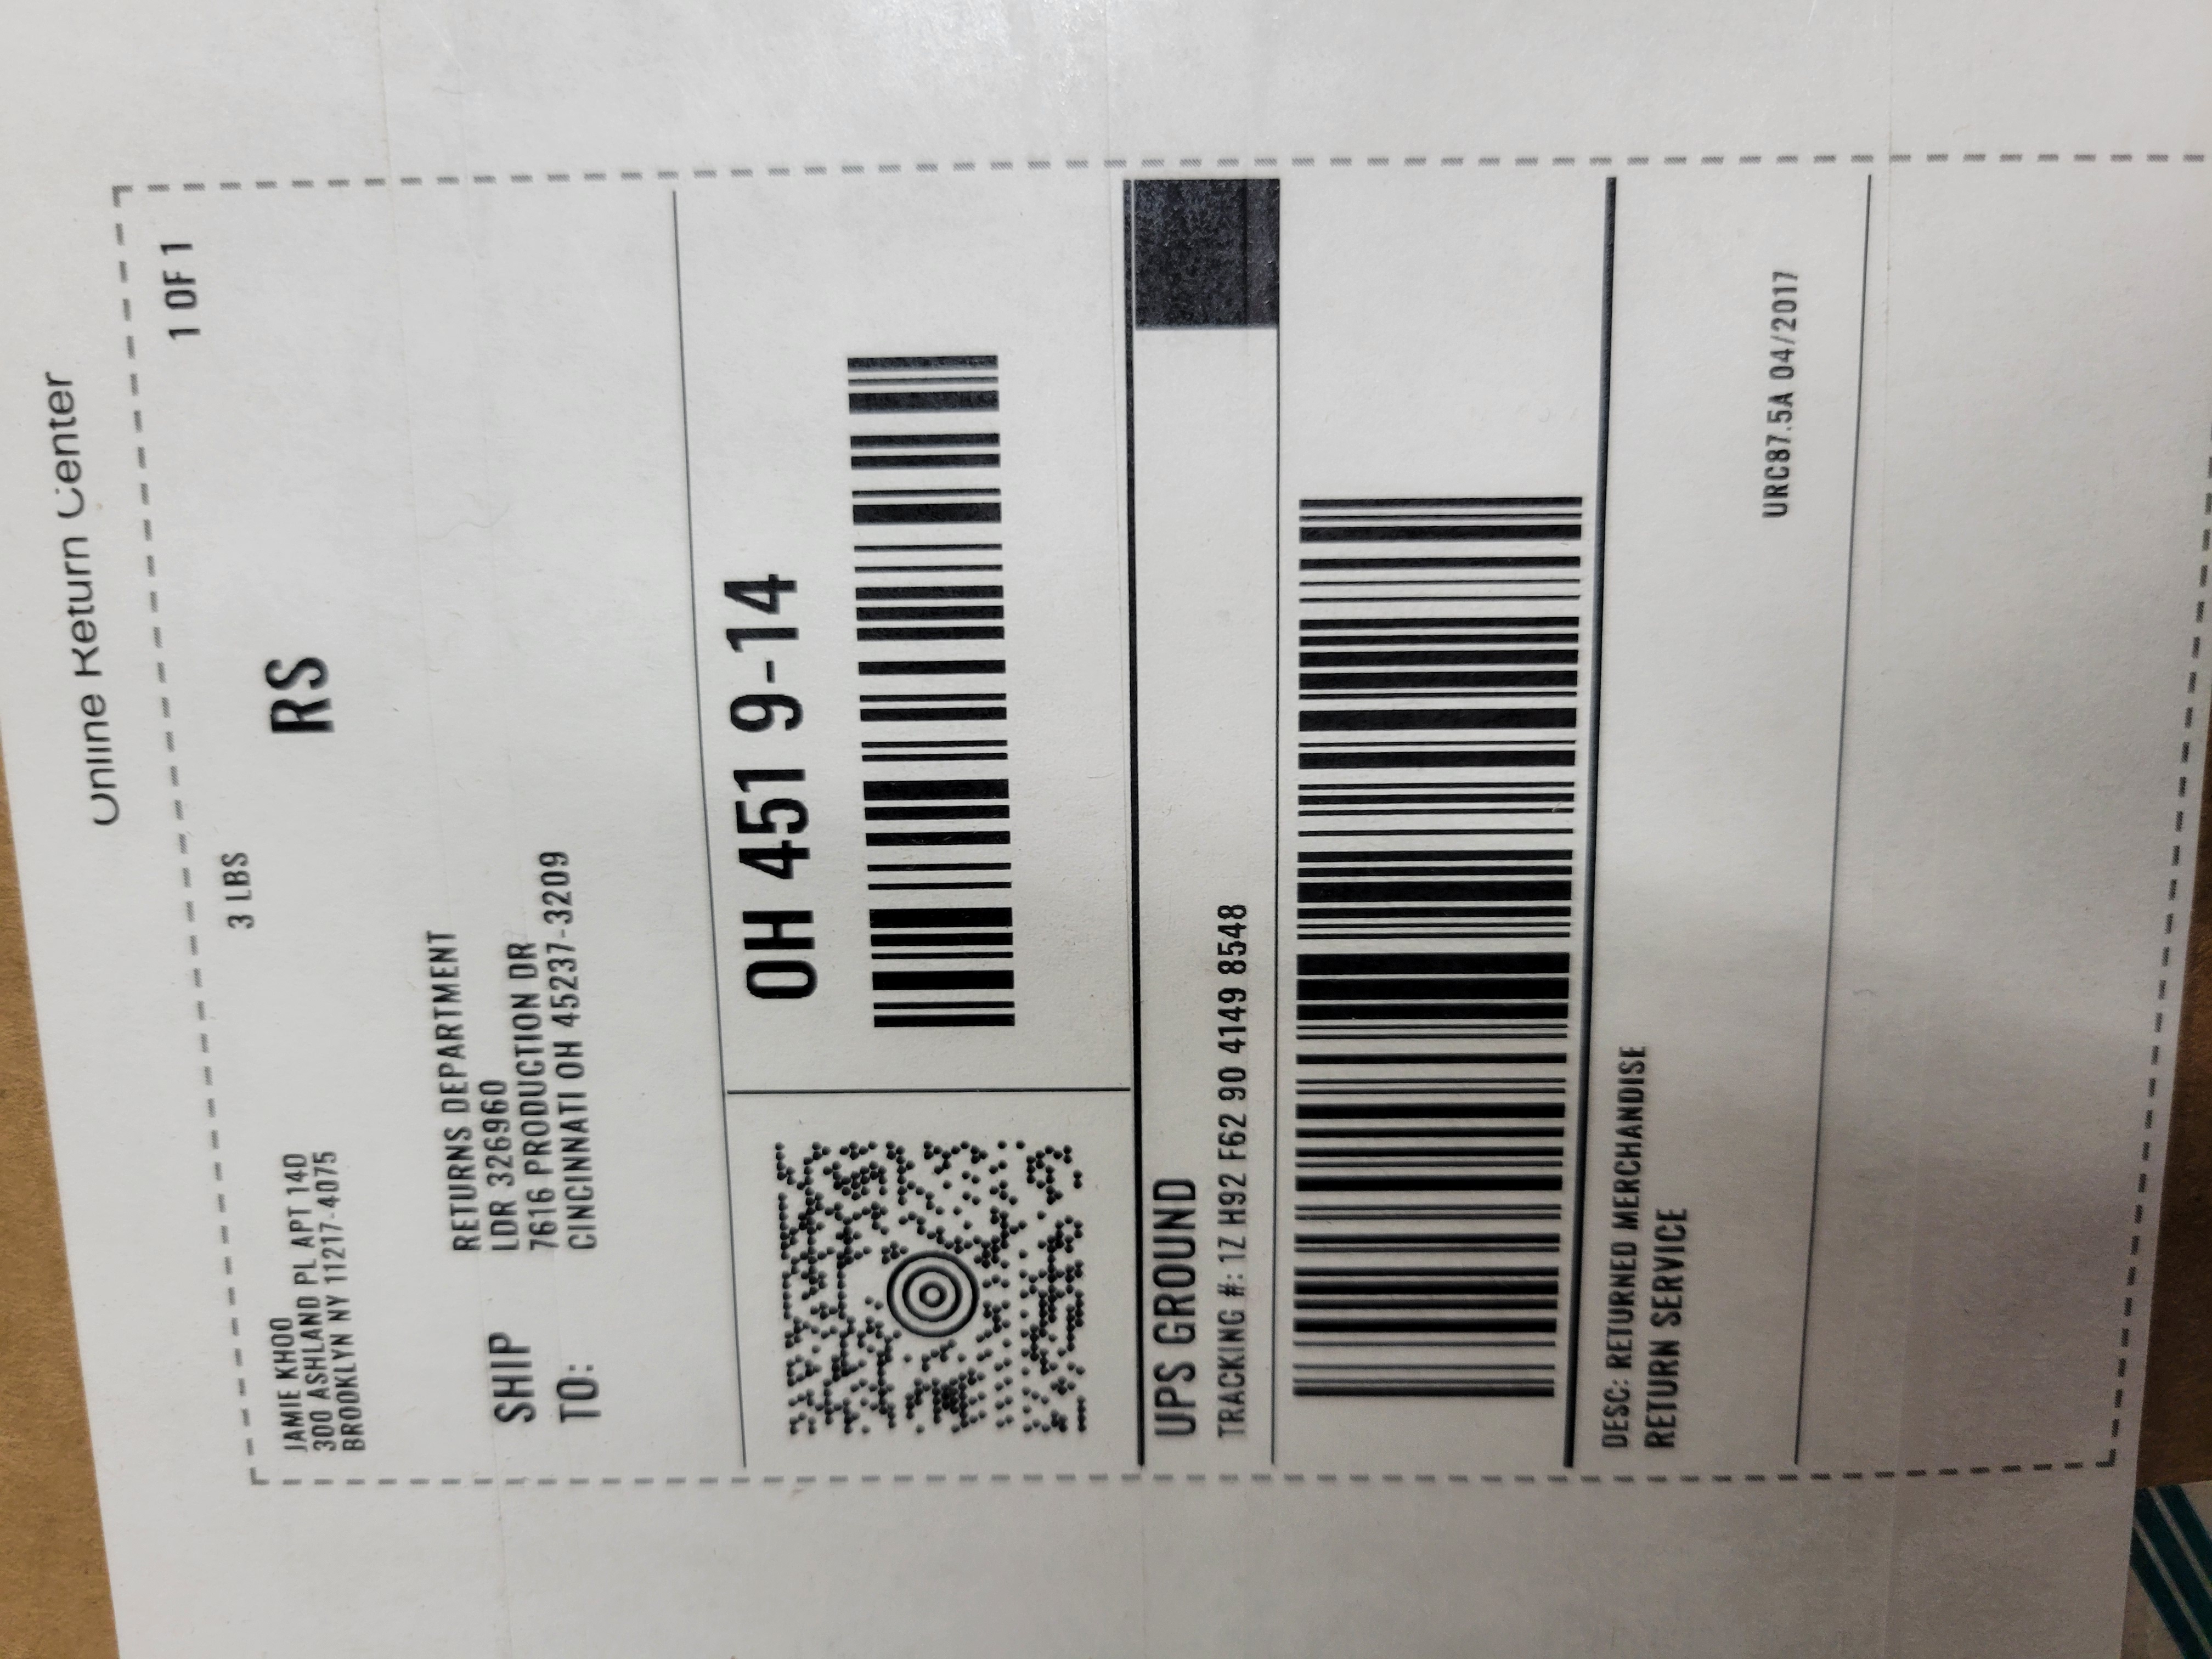 Online Return Center
1 OF 1
3 LBS
JAMIE KHOO
300 ASHLAND PL APT 14D
BROOKLYN NY 11217-4075
RS
SHIP
TO:
RETURNS DEPARTMENT
LDR 326960
7616 PRODUCTION DR
CINCINNATI OH 45237-3209
OH 451 9-14
UPS GROUND
TRACKING #: 1Z H92 F62 90 4149 8548
DESC: RETURNED MERCHANDISE
RETURN SERVICE
URC87.5A 04/2017